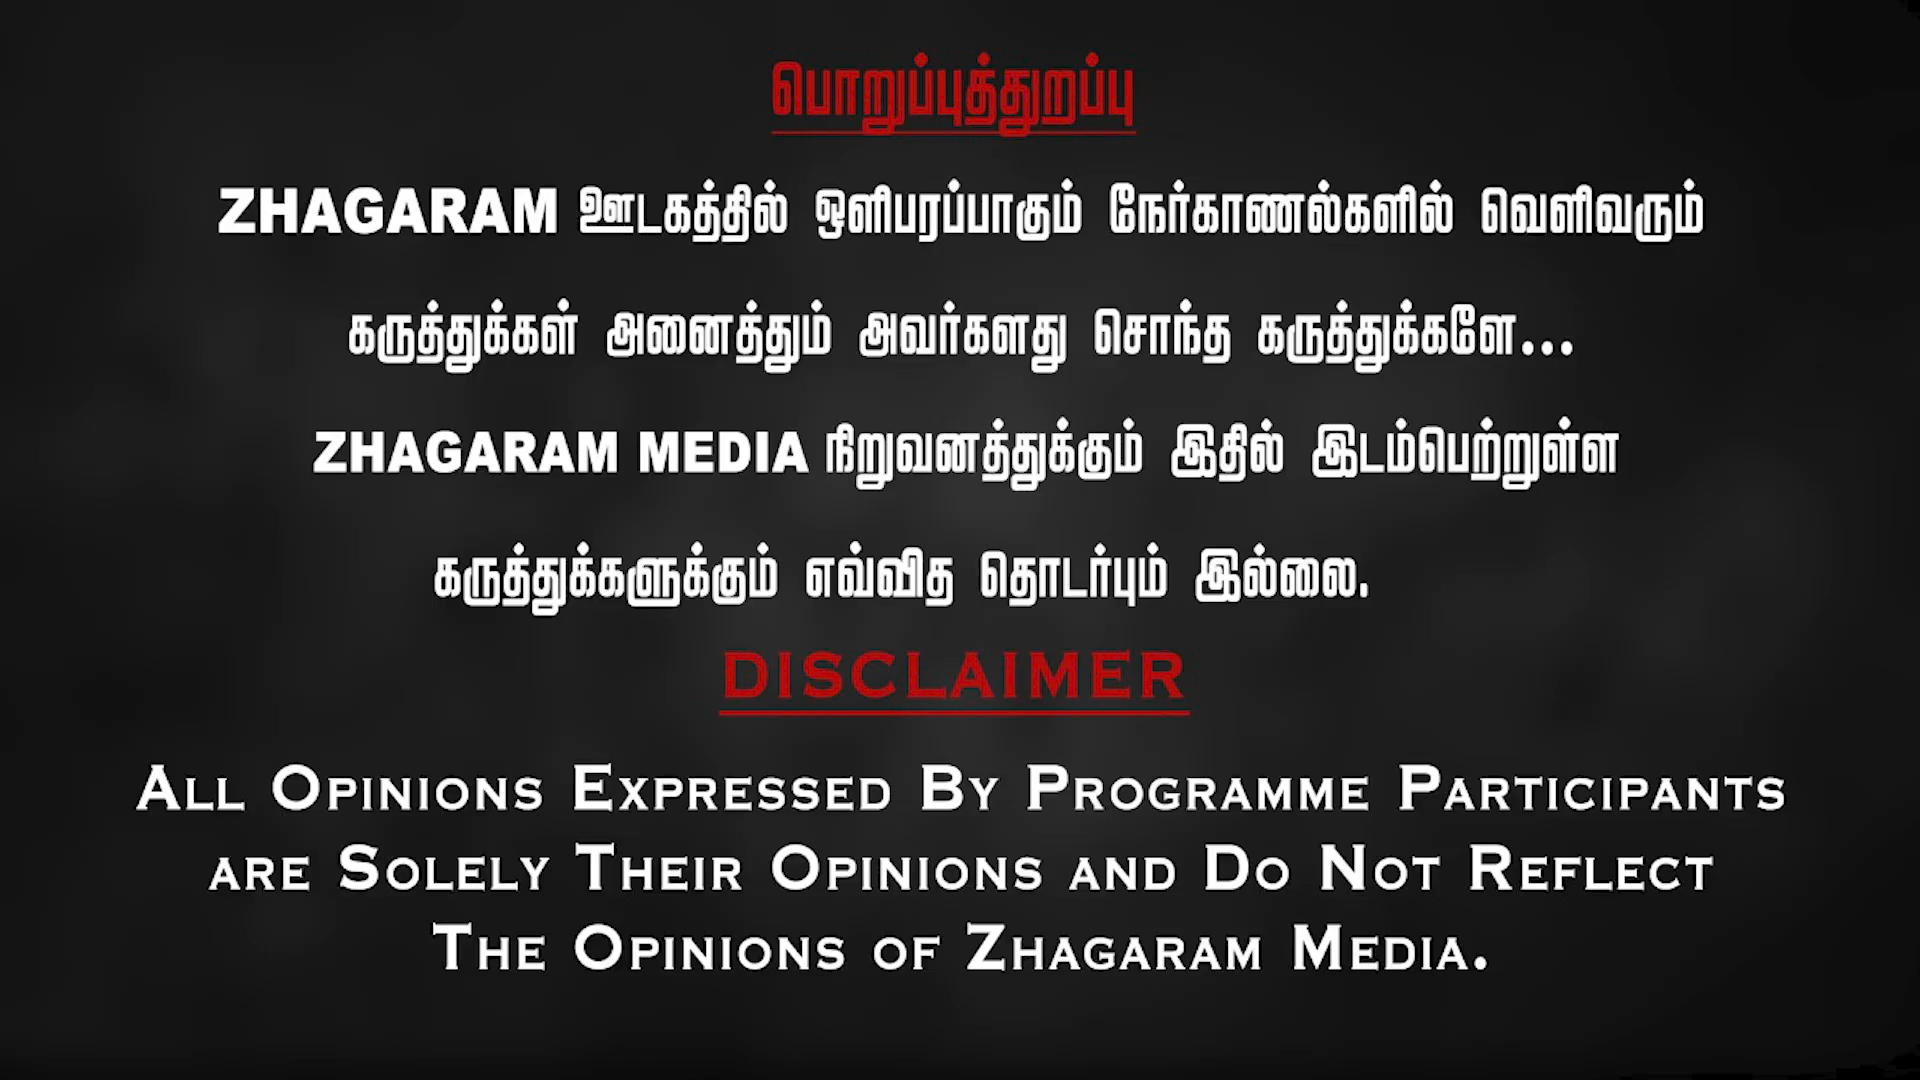 பொறுப்புத்துறப்பு
ZHAGARAM ஊடகத்தில் ஒளிபரப்பாகும் நேர்காணல்களில் வெளிவரும்
கருத்துக்கள் அனைத்தும் அவர்களது சொந்த கருத்துக்களே...
ZHAGARAM MEDIA நிறுவனத்துக்கும் இதில் இடம்பெற்றுள்ள
கருத்துக்களுக்கும் எவ்வித தொடர்பும் இல்லை.
DISCLAIMER
All Opinions Expressed By Programme Participants
are Solely Their Opinions and Do Not Reflect
The Opinions of Zhagaram Media.